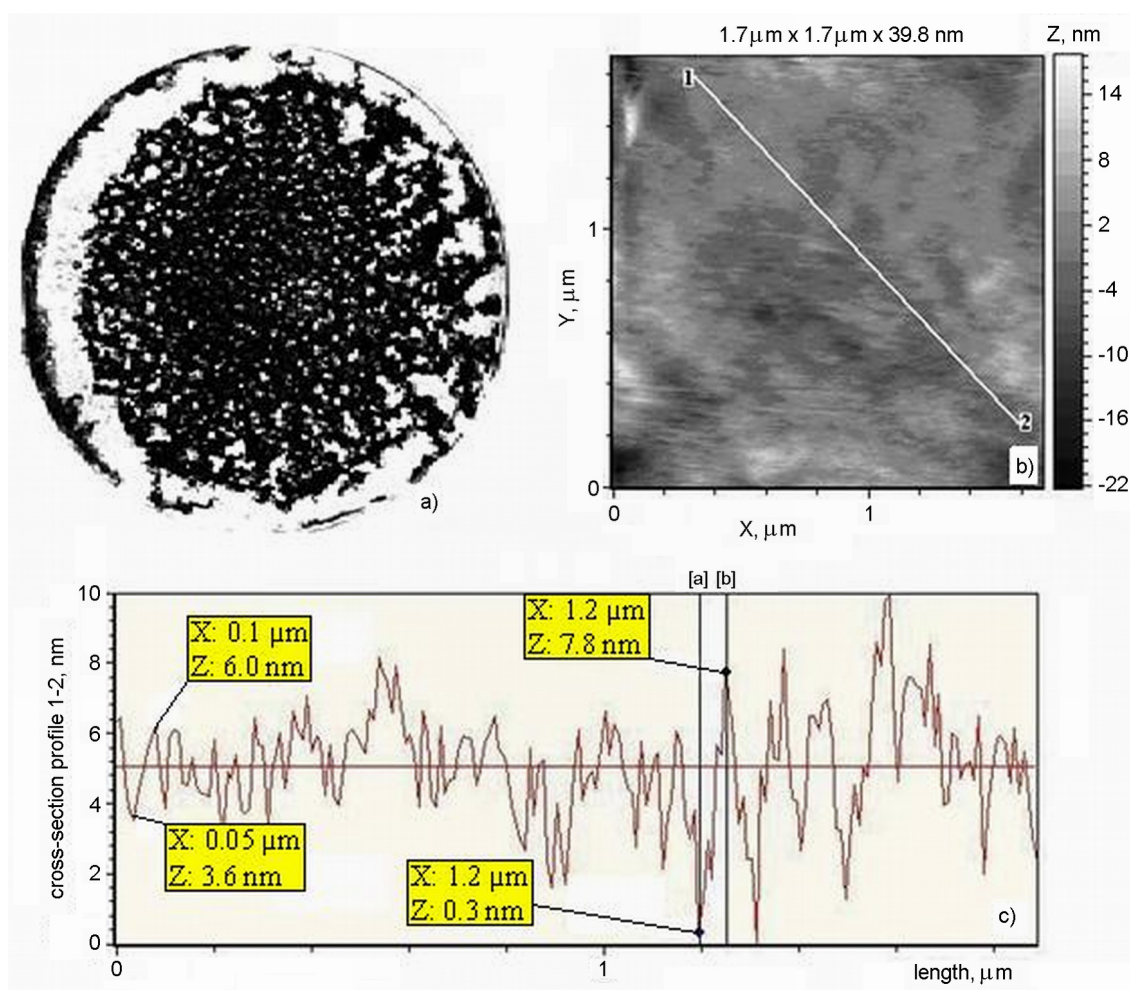 a)
1.7μm x 1.7μm x 39.8 nm
Z, nm
14
8
2
-4
-10
-16
-22
1
2
b)
Y, μm
1
0
0
1
X, μm
[a] [b]
cross-section profile 1-2, nm
10
8
6
4
2
0
X: 0.1 μm
Z: 6.0 nm
X: 1.2 μm
Z: 7.8 nm
X: 0.05 μm
Z: 3.6 nm
X: 1.2 μm
Z: 0.3 nm
c)
0
1
length, μm